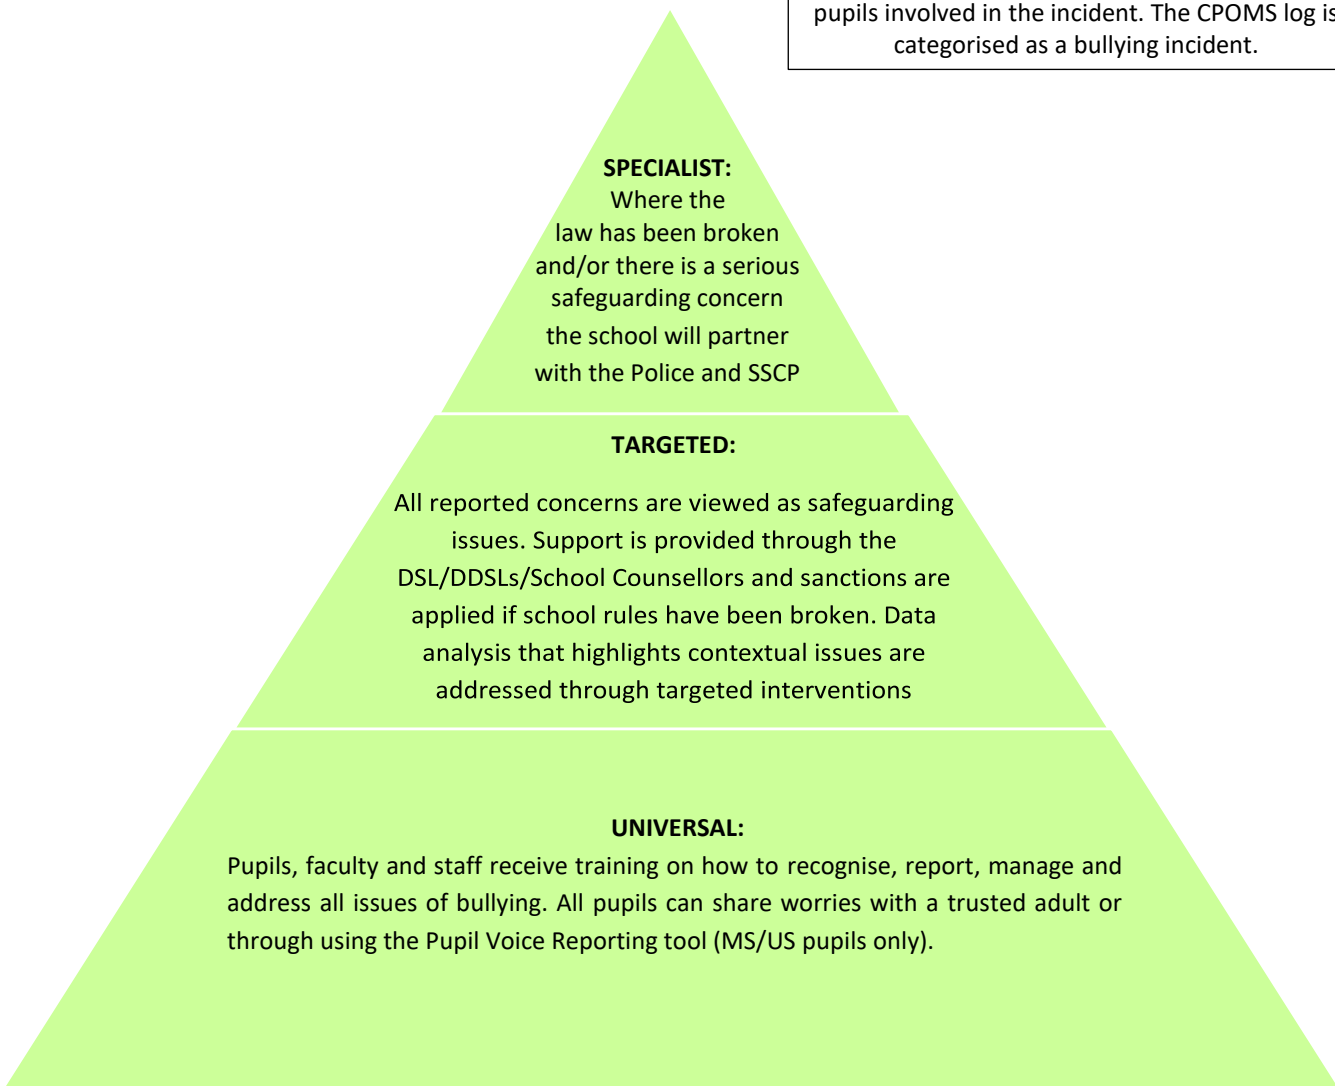 pupils involved in the incident. The CPOMS log is
categorised as a bullying incident.
SPECIALIST:
Where the
law has been broken
and/or there is a serious
safeguarding concern
the school will partner
with the Police and SSCP
TARGETED:
All reported concerns are viewed as safeguarding
issues. Support is provided through the
DSL/DDSLs/School Counsellors and sanctions are
applied if school rules have been broken. Data
analysis that highlights contextual issues are
addressed through targeted interventions
UNIVERSAL:
Pupils, faculty and staff receive training on how to recognise, report, manage and
address all issues of bullying. All pupils can share worries with a trusted adult or
through using the Pupil Voice Reporting tool (MS/US pupils only).